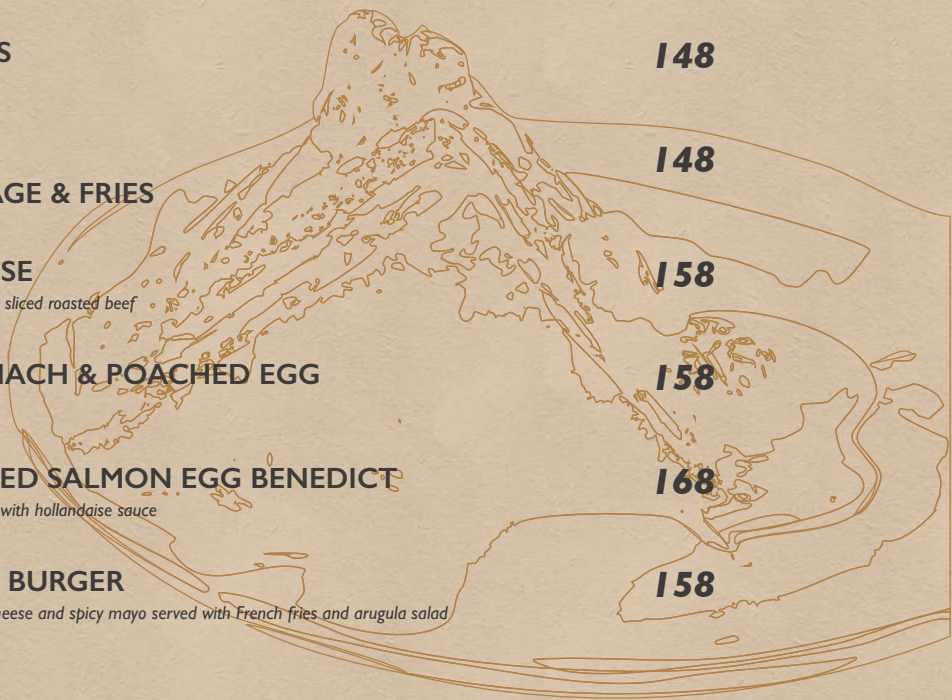 S 148
148
AGE & FRIES
SE 158
sliced roasted beef
ACH & POACHED EGG 158
ED SALMON EGG BENEDICT 168
with hollandaise sauce
BURGER 158
eese and spicy mayo served with French fries and arugula salad